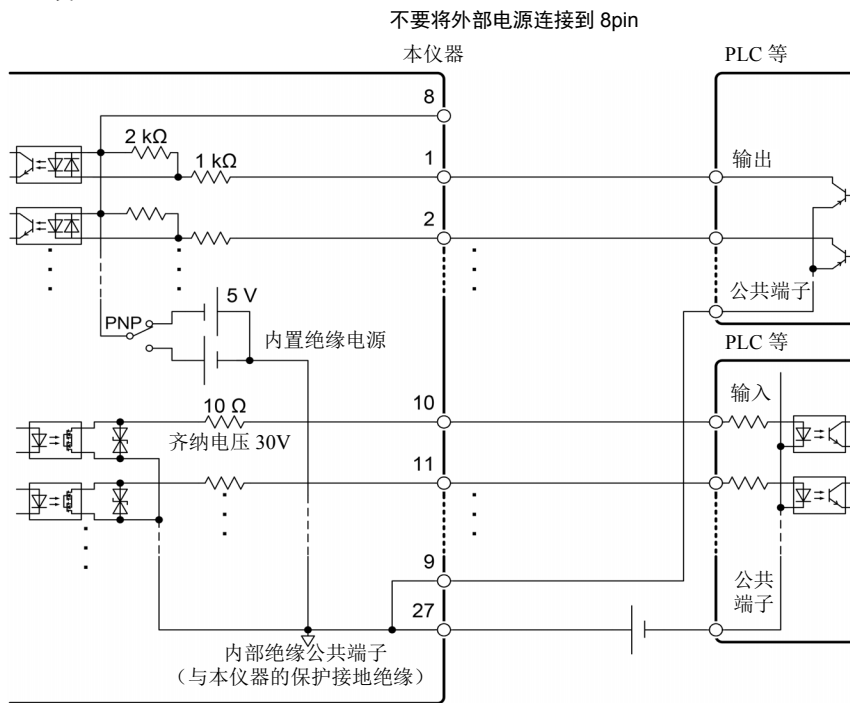 不要将外部电源连接到 8pin
本仪器
PLC 等
8
2 kΩ
1 kΩ
1
输出
2
5 V
PNP
内置绝缘电源
公共端子
PLC 等
10 Ω
10
输入
齐纳电压 30V
11
9
27
公共
端子
内部绝缘公共端子
（与本仪器的保护接地绝缘）